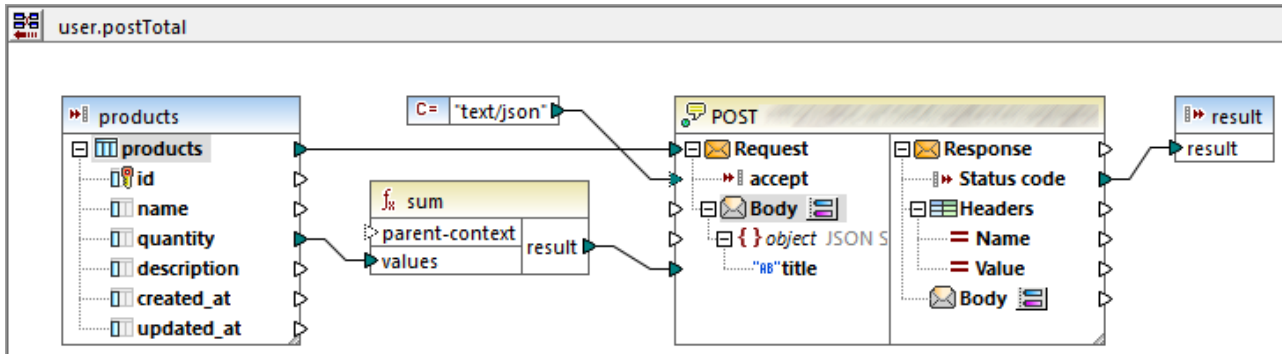 user.postTotal
products
products
id
name
quantity
description
created_at
updated_at
C= "text/json"
fx sum
parent-context
values
result
POST
Request
accept
Body
{ } object JSON S
"AB" title
Response
Status code
Headers
Name
Value
Body
result
result